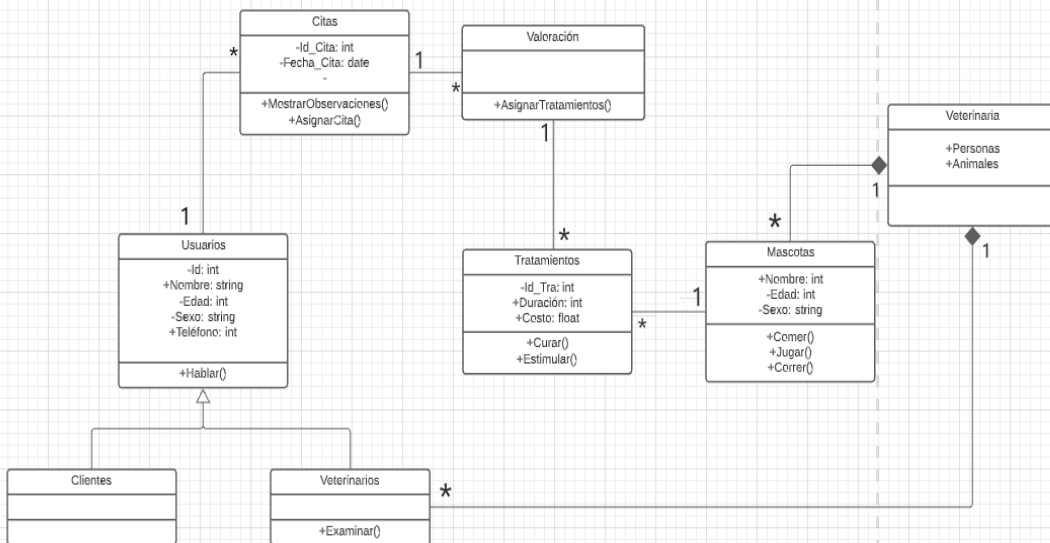 Citas
-Id_Cita: int
-Fecha_Cita: date
-
+MostrarObservaciones()
+AsignarCita()
*
1
*
Valoración
+AsignarTratamientos()
1
*
Veterinaria
+Personas
+Animales
1
*
1
1
Usuarios
-Id: int
+Nombre: string
-Edad: int
-Sexo: string
+Teléfono: int
+Hablar()
Tratamientos
-Id_Tra: int
+Duración: int
+Costo: float
+Curar()
+Estimular()
1
*
Mascotas
+Nombre: int
-Edad: int
-Sexo: string
+Comer()
+Jugar()
+Correr()
Clientes
Veterinarios
+Examinar()
*